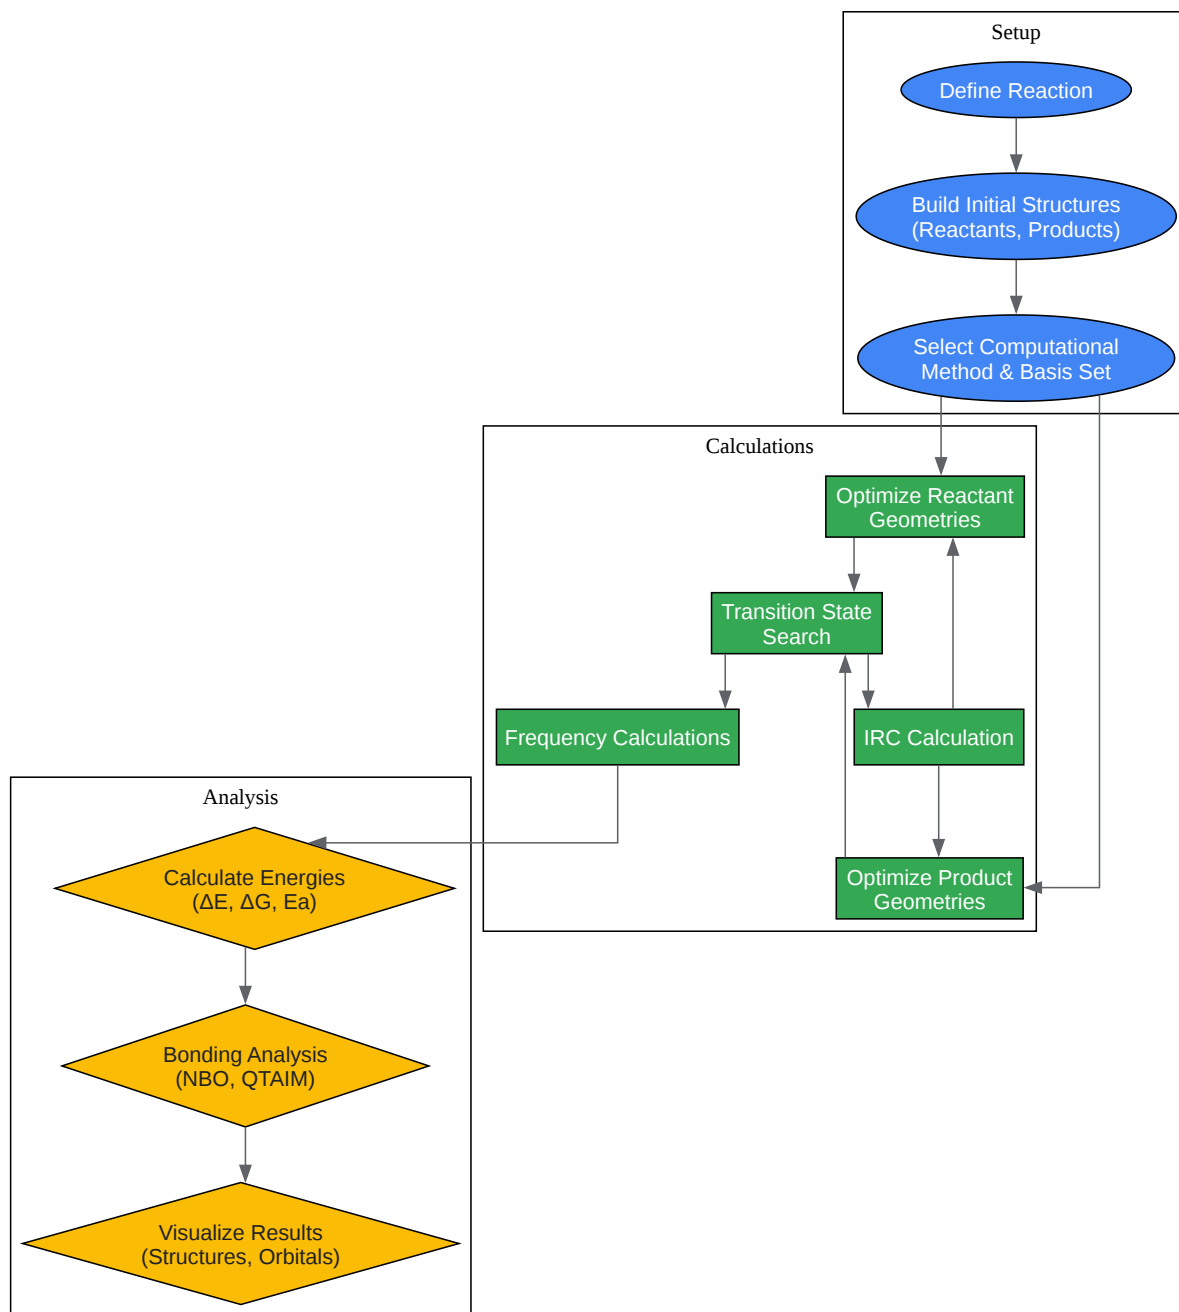 Setup
Define Reaction
Build Initial Structures
(Reactants, Products)
Select Computational
Method & Basis Set
Calculations
Optimize Reactant
Geometries
Transition State
Search
Frequency Calculations
IRC Calculation
Optimize Product
Geometries
Analysis
Calculate Energies
(ΔE, ΔG, Ea)
Bonding Analysis
(NBO, QTAIM)
Visualize Results
(Structures, Orbitals)